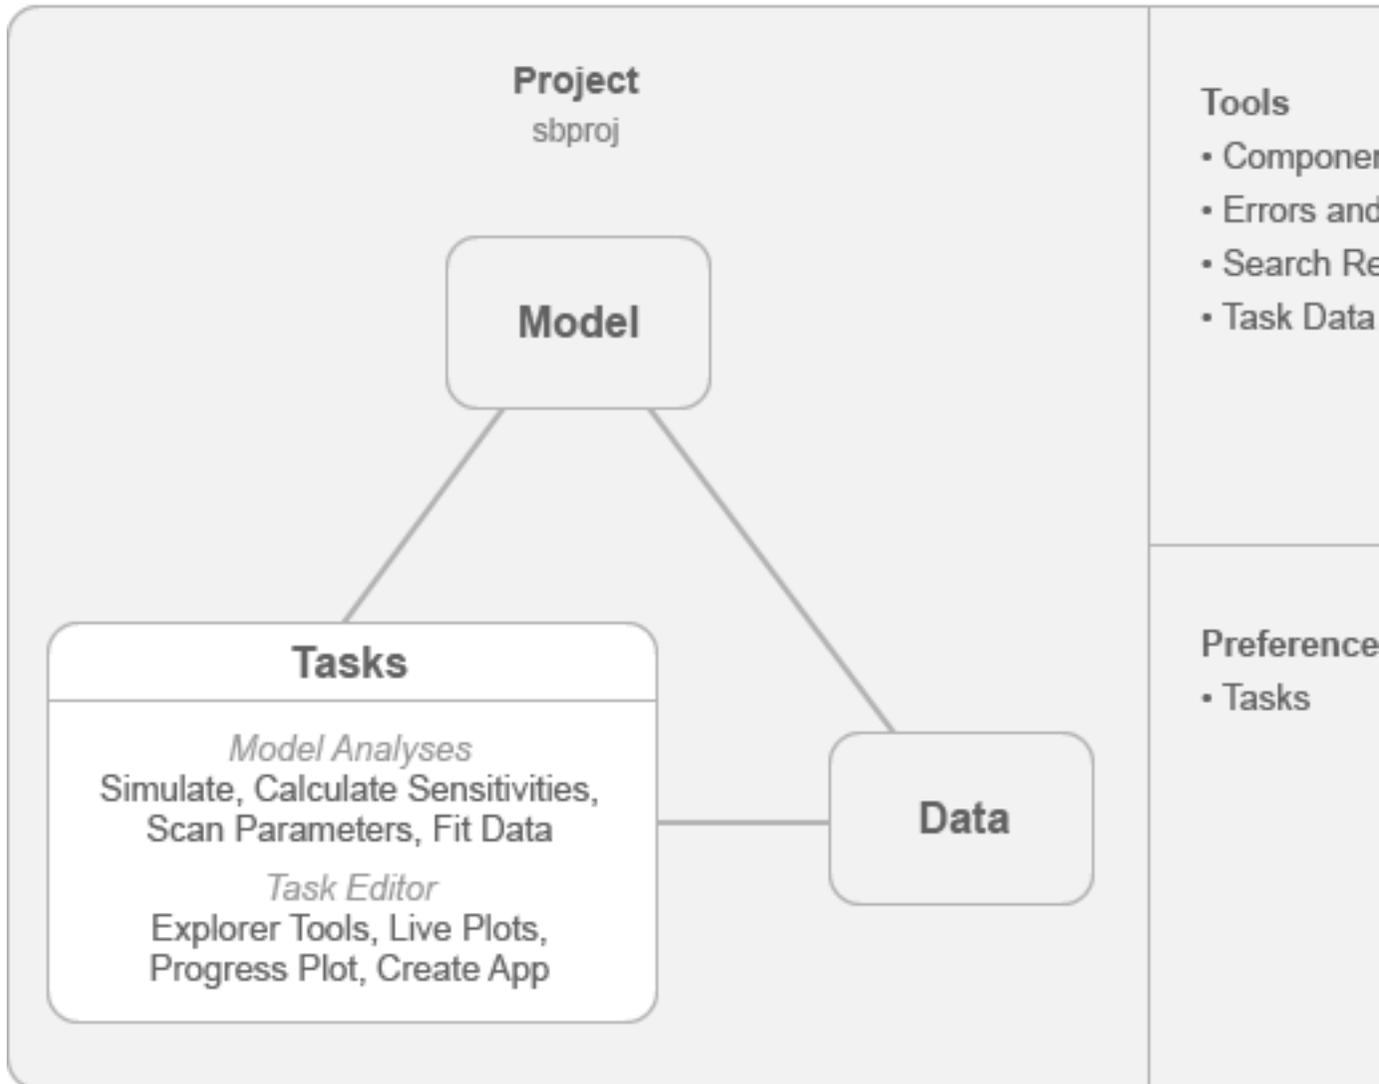 Project
sbproj
Model
Tasks
Model Analyses
Simulate, Calculate Sensitivities,
Scan Parameters, Fit Data
Task Editor
Explorer Tools, Live Plots,
Progress Plot, Create App
Data
Tools
• Componen
• Errors and
• Search Re
• Task Data
Preference
• Tasks